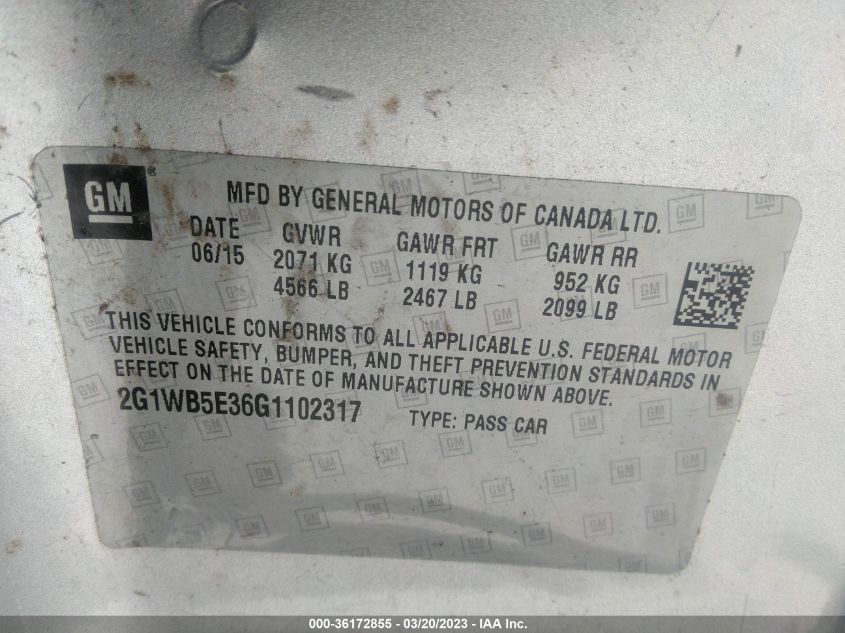 GM ®
MFD BY GENERAL MOTORS OF CANADA LTD.
DATE GVWR GAWR FRT GAWR RR
06/15 2071 KG 1119 KG 952 KG
4566 LB 2467 LB 2099 LB
THIS VEHICLE CONFORMS TO ALL APPLICABLE U.S. FEDERAL MOTOR
VEHICLE SAFETY, BUMPER, AND THEFT PREVENTION STANDARDS IN
EFFECT ON THE DATE OF MANUFACTURE SHOWN ABOVE.
2G1WB5E36G1102317 TYPE: PASS CAR
000-36172855 - 03/20/2023 - IAA Inc.